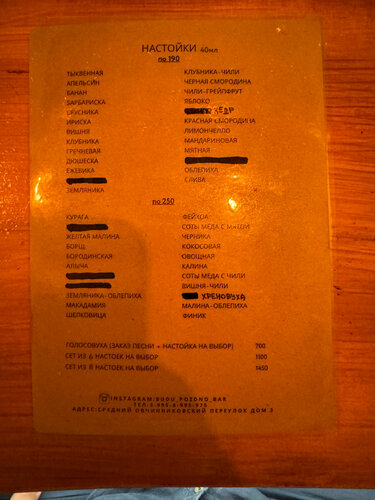 НАСТОЙКИ 40мл
по 190
ТЫКВЕННАЯ
АПЕЛЬСИН
БАНАН
БАРБАРИСКА
БРУСНИКА
ИРИСКА
ВИШНЯ
КЛУБНИКА
ГРЕЧНЕВАЯ
ДЮШЕСКА
ЕЖЕВИКА
ЗЕМЛЯНИКА
КЛУБНИКА-ЧИЛИ
ЧЕРНАЯ СМОРОДИНА
ЧИЛИ-ГРЕЙПФРУТ
ЯБЛОКО
КЕДР
КРАСНАЯ СМОРОДИНА
ЛИМОНЧЕЛЛО
МАНДАРИНОВАЯ
МЯТНАЯ
ОБЛЕПИХА
СЛИВА
по 250
КУРАГА
ЖЕЛТАЯ МАЛИНА
БОРЩ
БОРОДИНСКАЯ
АЛЫЧА
ЗЕМЛЯНИКА-ОБЛЕПИХА
МАКАДАМИЯ
ШЕЛКОВИЦА
ФЕЙХОА
СОТЫ МЕДА С МЯТОЙ
ЧЕРНИКА
КОКОСОВАЯ
ОВОЩНАЯ
КАЛИНА
СОТЫ МЕДА С ЧИЛИ
ВИШНЯ-ЧИЛИ
ХРЕНОВУХА
МАЛИНА-ОБЛЕПИХА
ФИНИК
ГОЛОСОВУХА (ЗАКАЗ ПЕСНИ + НАСТОЙКА НА ВЫБОР) 700
СЕТ ИЗ 6 НАСТОЕК НА ВЫБОР 1100
СЕТ ИЗ 8 НАСТОЕК НА ВЫБОР 1450
INSTAGRAM:BUDU_POZDNO_BAR
АДРЕС:СРЕДНИЙ ОВЧИННИКОВСКИЙ ПЕРЕУЛОК ДОМ 3